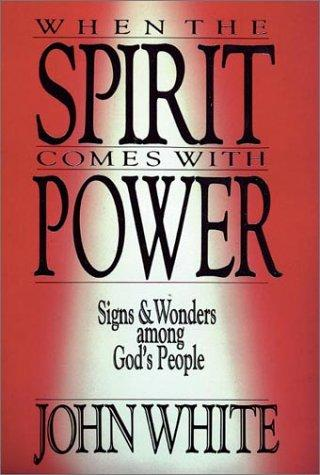 WHEN THE
SPIRIT
COMES WITH
POWER
Signs & Wonders
among
God's People
JOHN WHITE